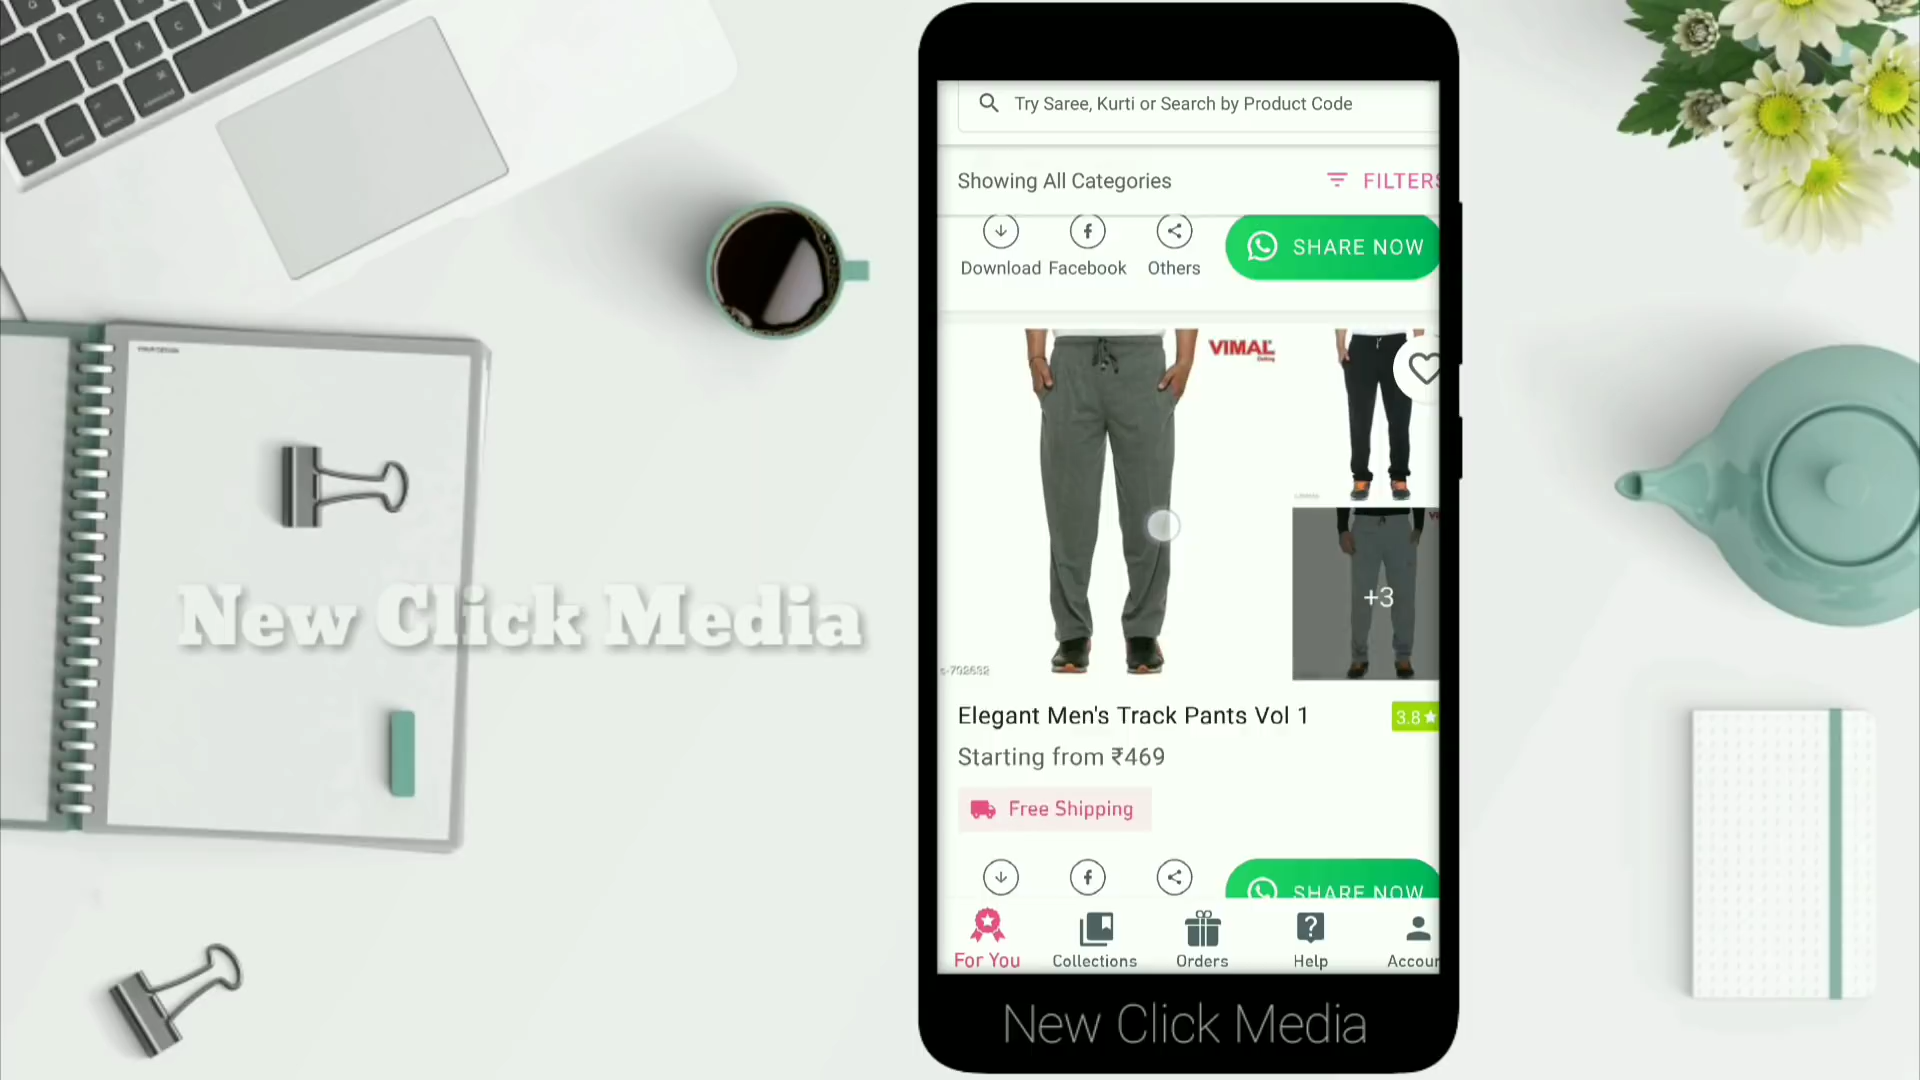 Try Saree, Kurti or Search by Product Code
Showing All Categories
FILTERS
Download
Facebook
Others
SHARE NOW
VIMAL
+3
s-792632
Elegant Men's Track Pants Vol 1
3.8★
Starting from ₹469
Free Shipping
SHARE NOW
For You
Collections
Orders
Help
Accoun
New Click Media
New Click Media